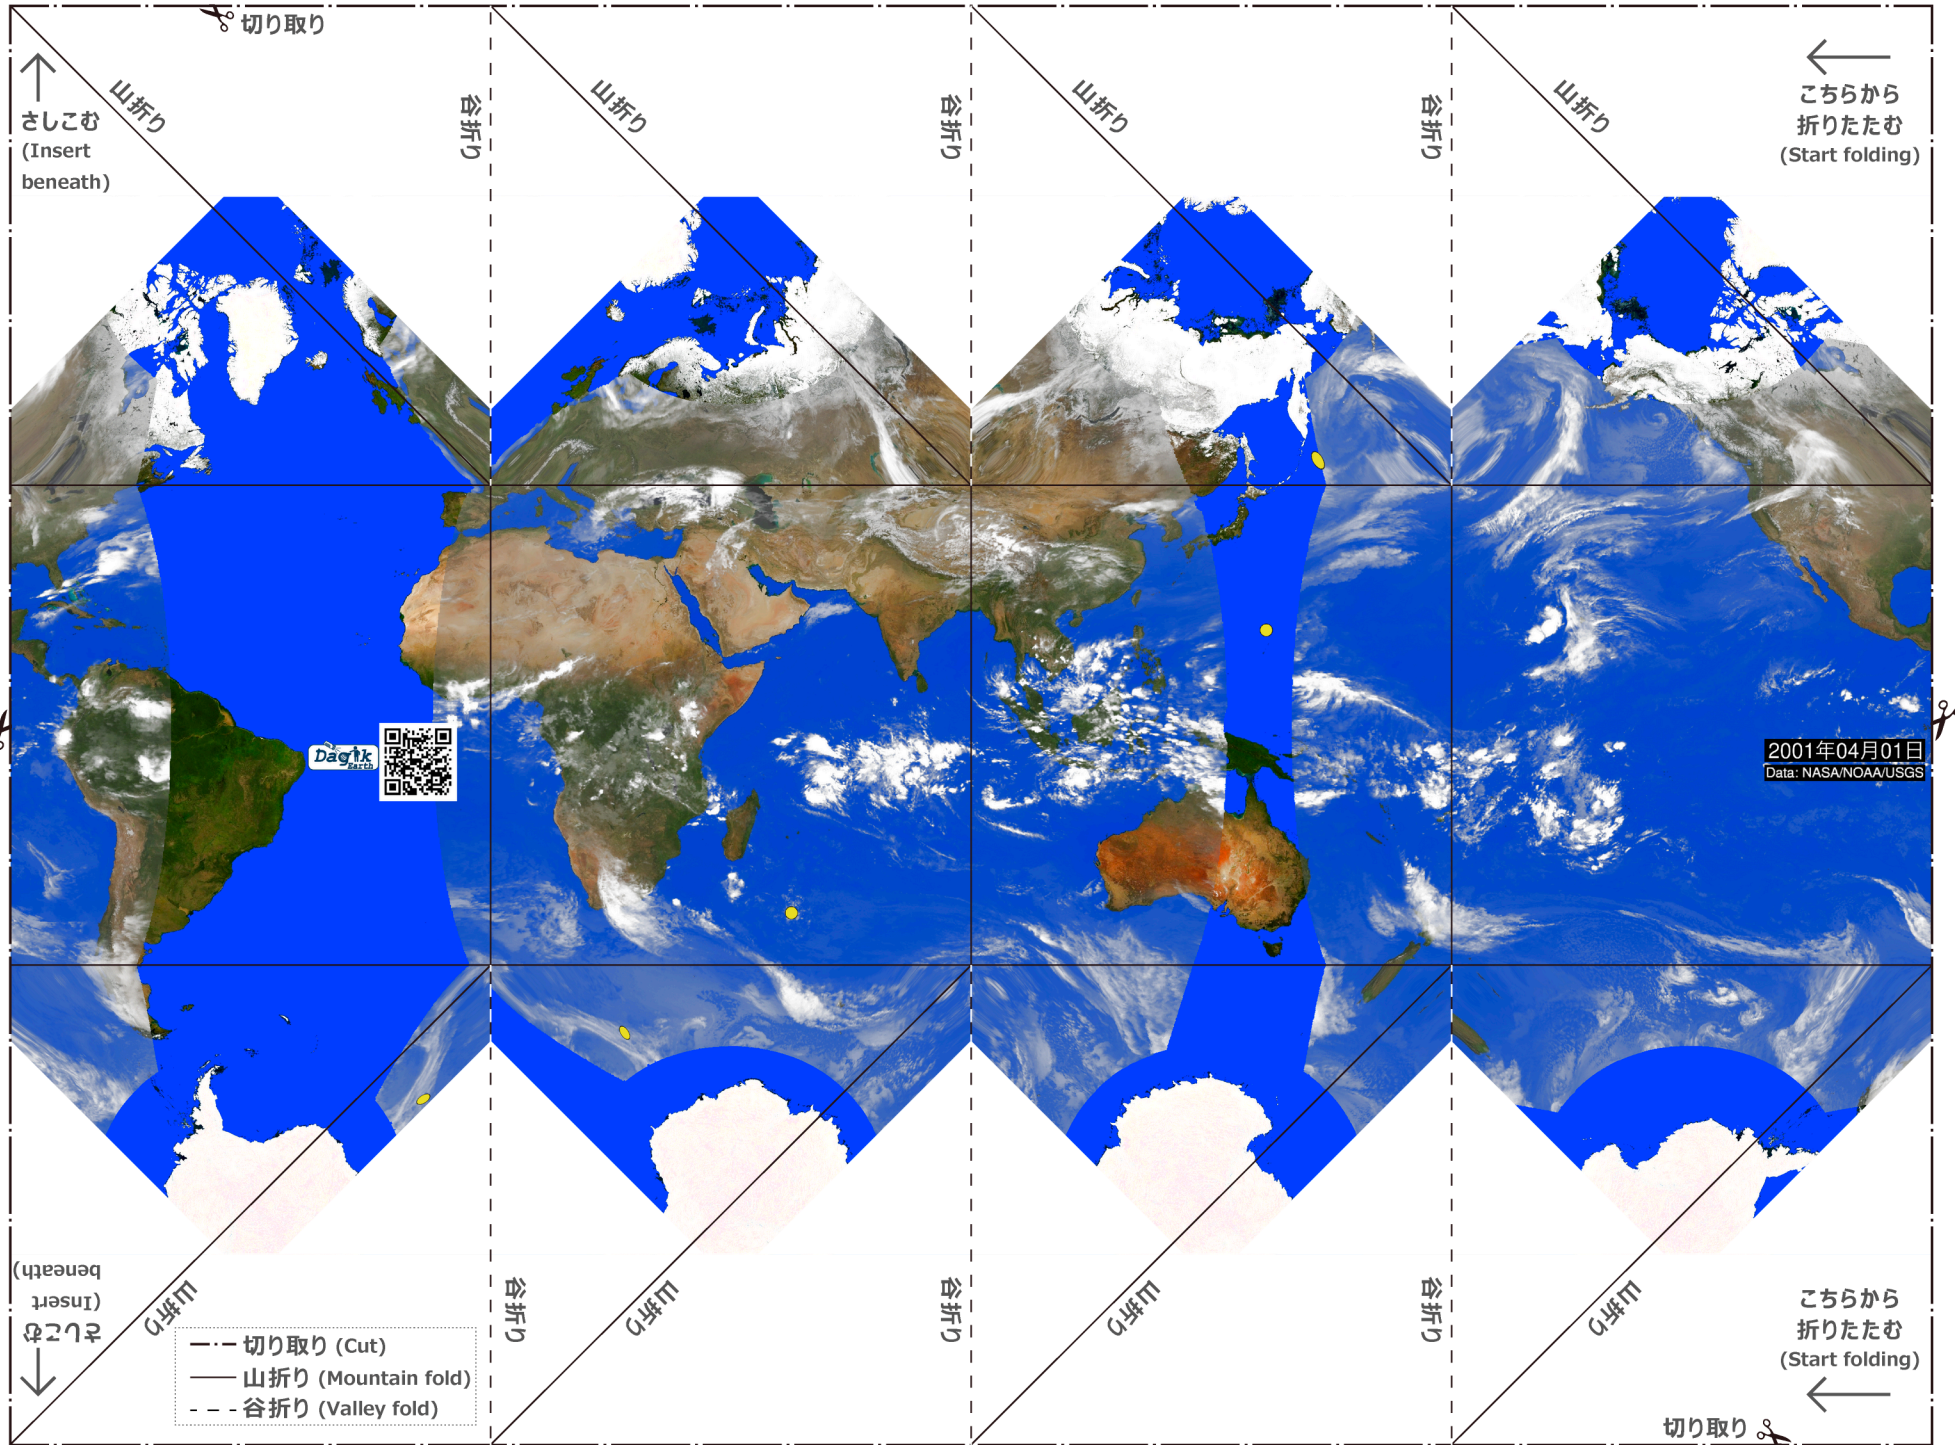 切り取り
さしこむ
(Insert
beneath)
山折り
谷折り
山折り
谷折り
山折り
谷折り
山折り
こちらから
折りたたむ
(Start folding)
Dagik
Earth
2001年04月01日
Data: NASA/NOAA/USGS
さしこむ
(Insert
beneath)
山折り
谷折り
山折り
谷折り
山折り
谷折り
山折り
こちらから
折りたたむ
(Start folding)
切り取り (Cut)
山折り (Mountain fold)
谷折り (Valley fold)
切り取り